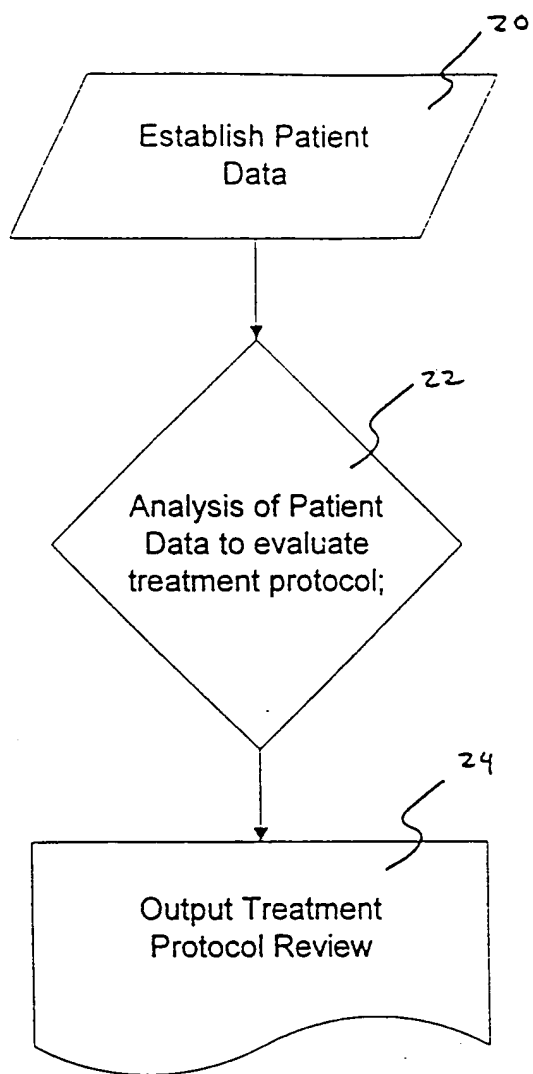 20
Establish Patient
Data
22
Analysis of Patient
Data to evaluate
treatment protocol;
24
Output Treatment
Protocol Review